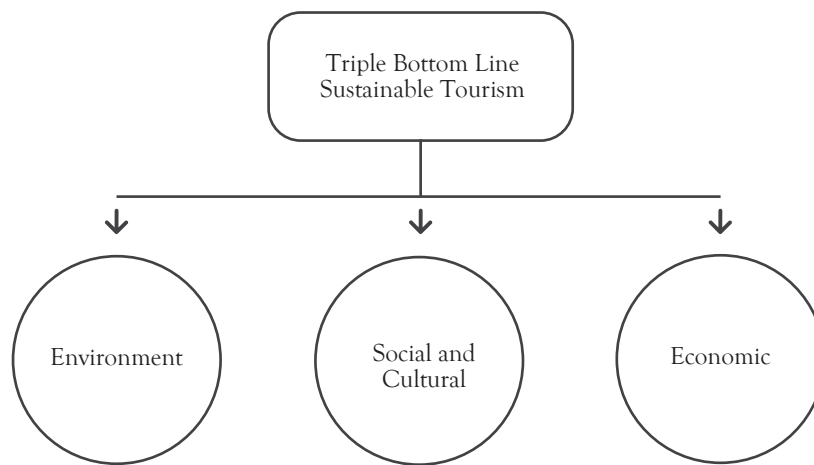 Triple Bottom Line
Sustainable Tourism
Environment
Social and
Cultural
Economic